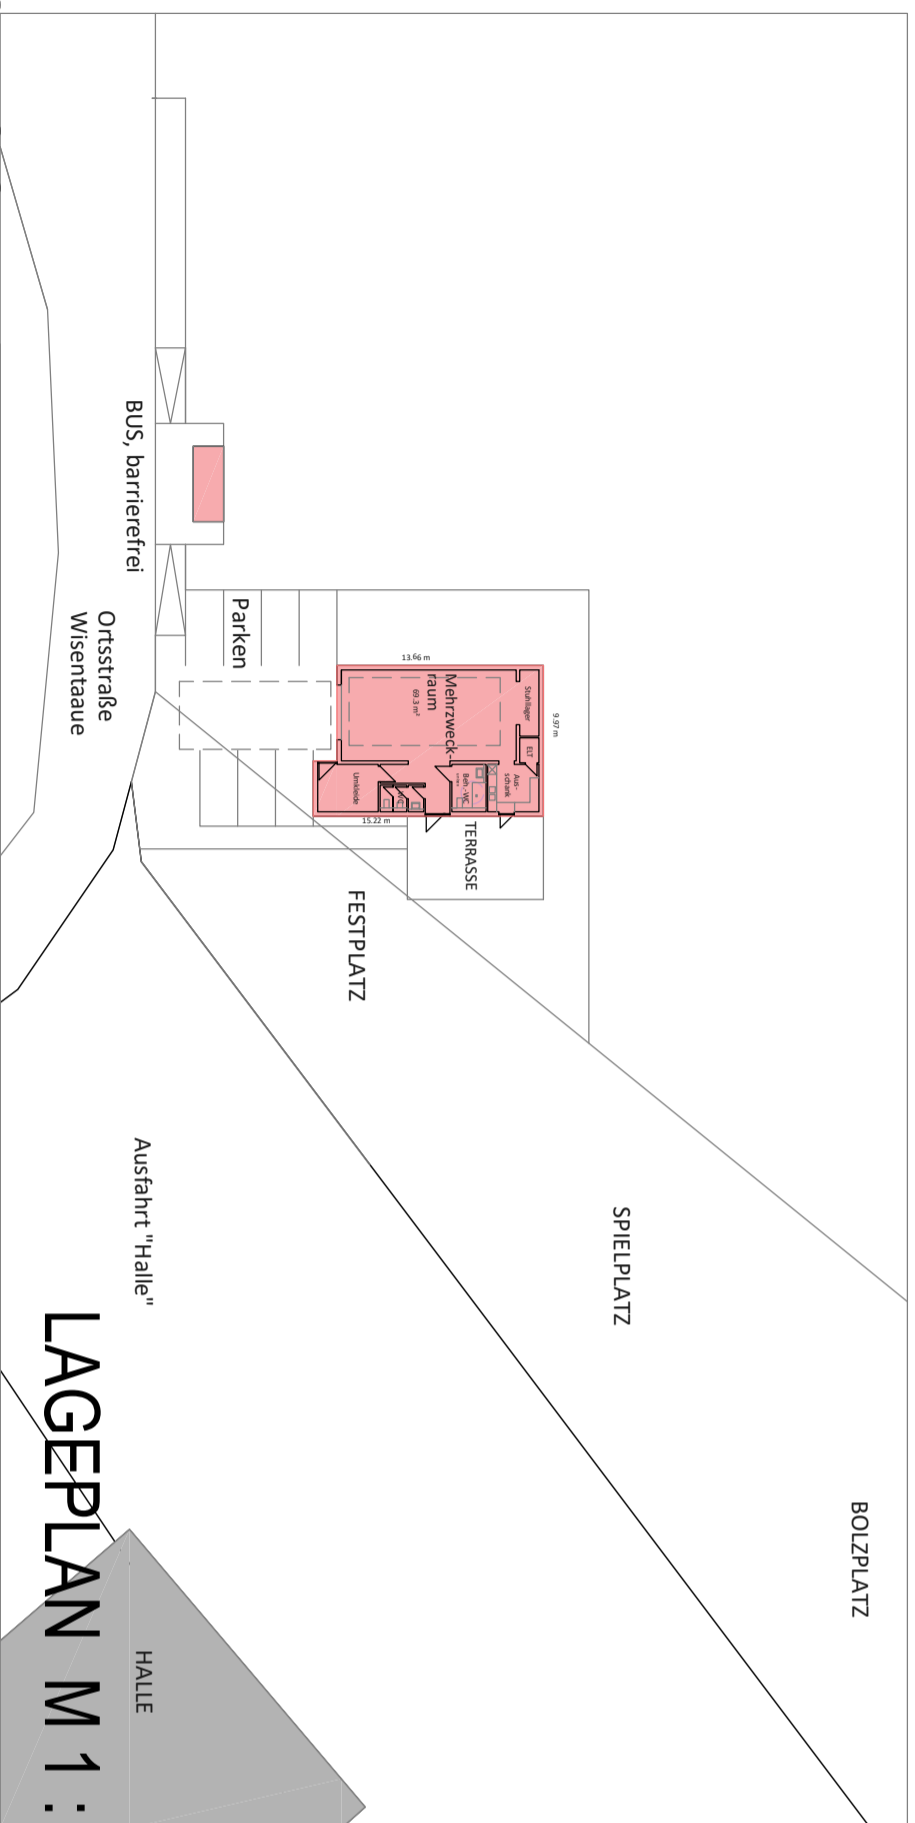 BOLZPLATZ
SPIELPLATZ
9.97 m
Stuhllager
ELT
Aus-
schank
TERRASSE
Beh.-WC
Mehrzweck-
raum
69.3 m²
13.66 m
WC
Umkleide
15.22 m
FESTPLATZ
Parken
BUS, barrierefrei
Ortsstraße
Wisentaaue
Ausfahrt "Halle"
HALLE
LAGEPLAN M 1 :